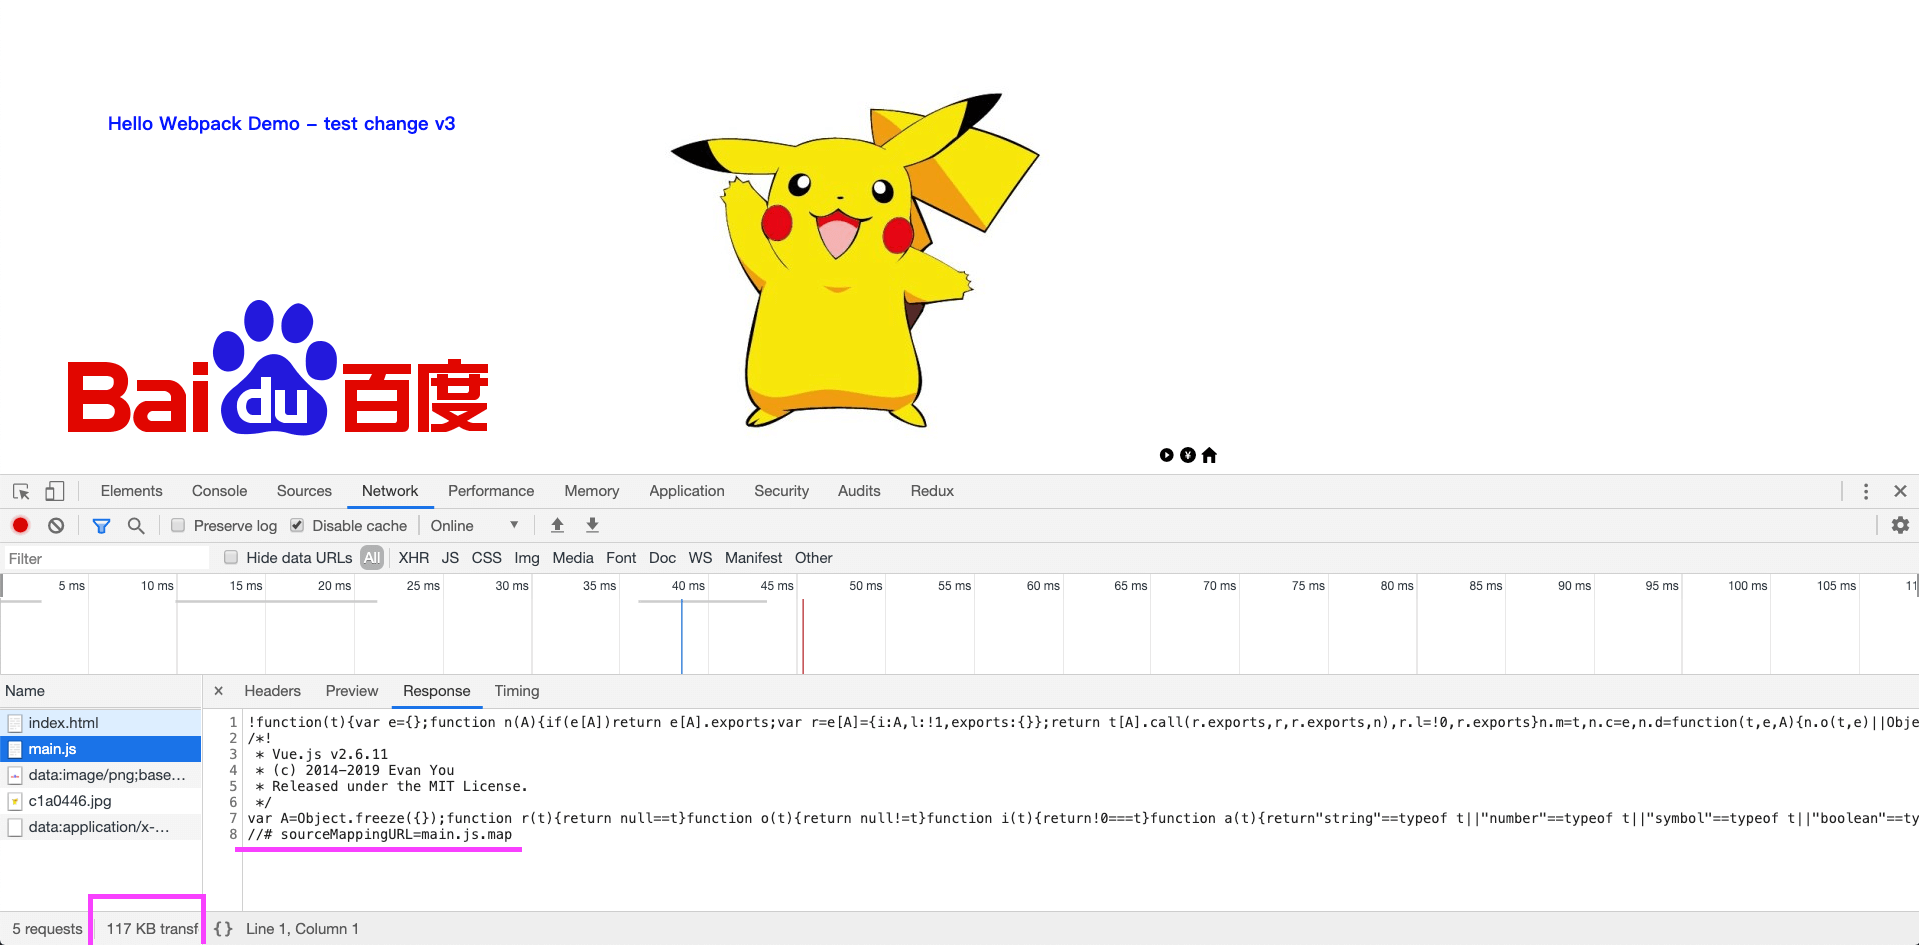 Hello Webpack Demo – test change v3
Bai du 百度
¥
Elements Console Sources Network Performance Memory Application Security Audits Redux
Preserve log Disable cache Online
Filter Hide data URLs All XHR JS CSS Img Media Font Doc WS Manifest Other
5 ms 10 ms 15 ms 20 ms 25 ms 30 ms 35 ms 40 ms 45 ms 50 ms 55 ms 60 ms 65 ms 70 ms 75 ms 80 ms 85 ms 90 ms 95 ms 100 ms 105 ms 11
Name × Headers Preview Response Timing
index.html
main.js
data:image/png;base…
c1a0446.jpg
data:application/x-…
1 !function(t){var e={};function n(A){if(e[A])return e[A].exports;var r=e[A]={i:A,l:!1,exports:{}};return t[A].call(r.exports,r,r.exports,n),r.l=!0,r.exports}n.m=t,n.c=e,n.d=function(t,e,A){n.o(t,e)||Obje
2 /*!
3  * Vue.js v2.6.11
4  * (c) 2014-2019 Evan You
5  * Released under the MIT License.
6  */
7 var A=Object.freeze({});function r(t){return null==t}function o(t){return null!=t}function i(t){return!0===t}function a(t){return"string"==typeof t||"number"==typeof t||"symbol"==typeof t||"boolean"==ty
8 //# sourceMappingURL=main.js.map
5 requests 117 KB transf {} Line 1, Column 1